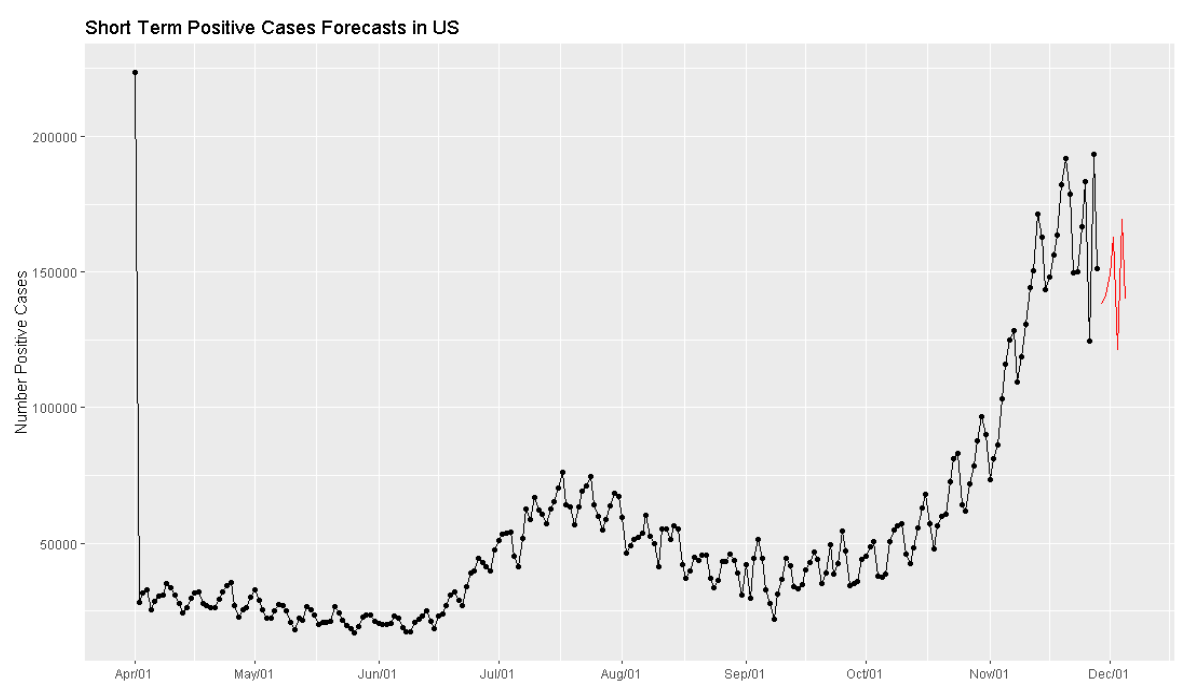 Short Term Positive Cases Forecasts in US
Number Positive Cases
200000
150000
100000
50000
Apr/01 May/01 Jun/01 Jul/01 Aug/01 Sep/01 Oct/01 Nov/01 Dec/01